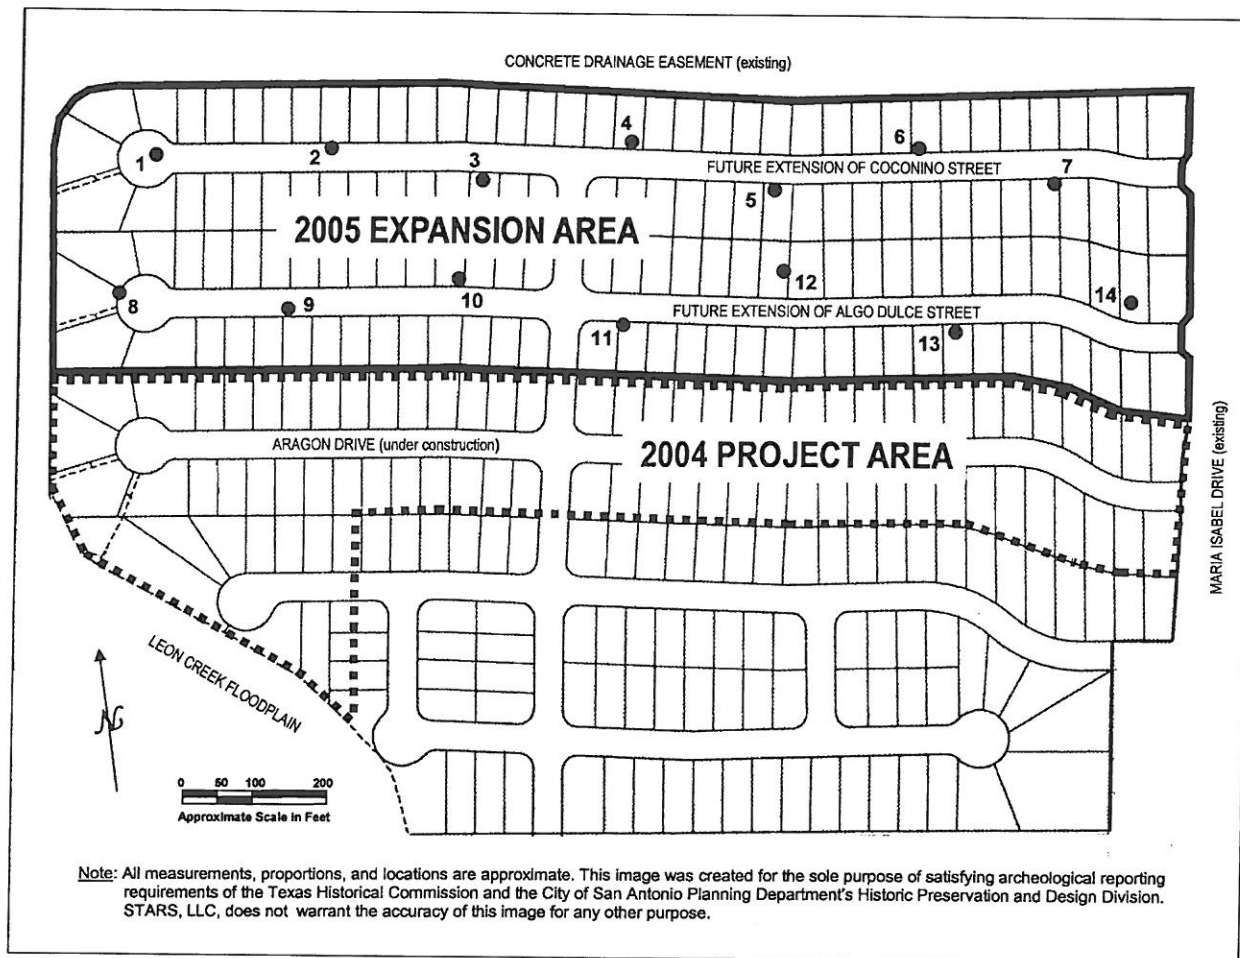 CONCRETE DRAINAGE EASEMENT (existing)
4
6
1
2
3
FUTURE EXTENSION OF COCONINO STREET
7
5
2005 EXPANSION AREA
8
9
10
12
14
FUTURE EXTENSION OF ALGO DULCE STREET
11
13
ARAGON DRIVE (under construction)
2004 PROJECT AREA
MARIA ISABEL DRIVE (existing)
LEON CREEK FLOODPLAIN
N
0 50 100 200
Approximate Scale in Feet
Note: All measurements, proportions, and locations are approximate. This image was created for the sole purpose of satisfying archeological reporting
requirements of the Texas Historical Commission and the City of San Antonio Planning Department's Historic Preservation and Design Division.
STARS, LLC, does not warrant the accuracy of this image for any other purpose.